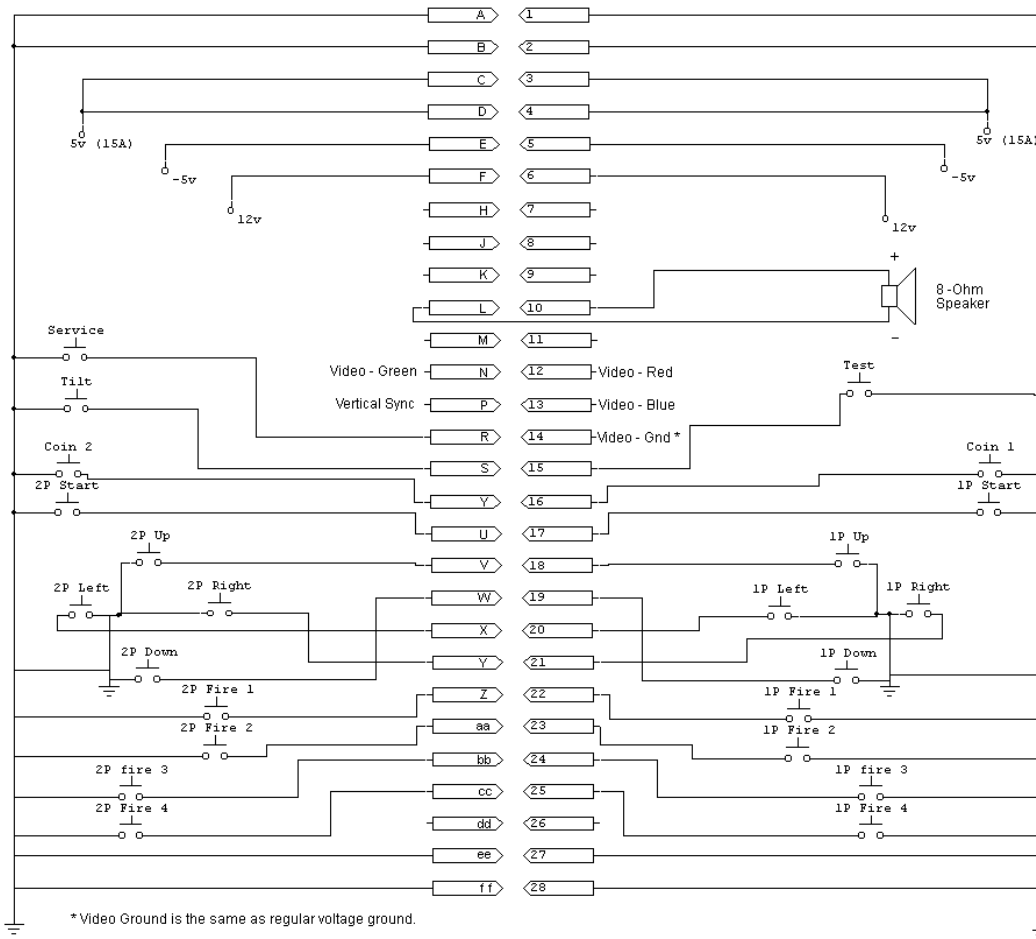 A 1
B 2
C 3
D 4
5v (15A) 5v (15A)
E 5
-5v -5v
F 6
12v 12v
H 7
J 8
K 9
+
L 10
8-Ohm
Speaker
-
M 11
Service
Video - Green N 12 Video - Red
Test
Tilt
Vertical Sync P 13 Video - Blue
R 14 Video - Gnd *
Coin 2 Coin 1
S 15
2P Start 1P Start
Y 16
U 17
2P Up 1P Up
V 18
2P Left 2P Right 1P Left 1P Right
W 19
X 20
2P Down 1P Down
Y 21
2P Fire 1 1P Fire 1
Z 22
2P Fire 2 1P Fire 2
aa 23
bb 24
2P fire 3 1P fire 3
cc 25
2P Fire 4 1P Fire 4
dd 26
ee 27
ff 28
* Video Ground is the same as regular voltage ground.